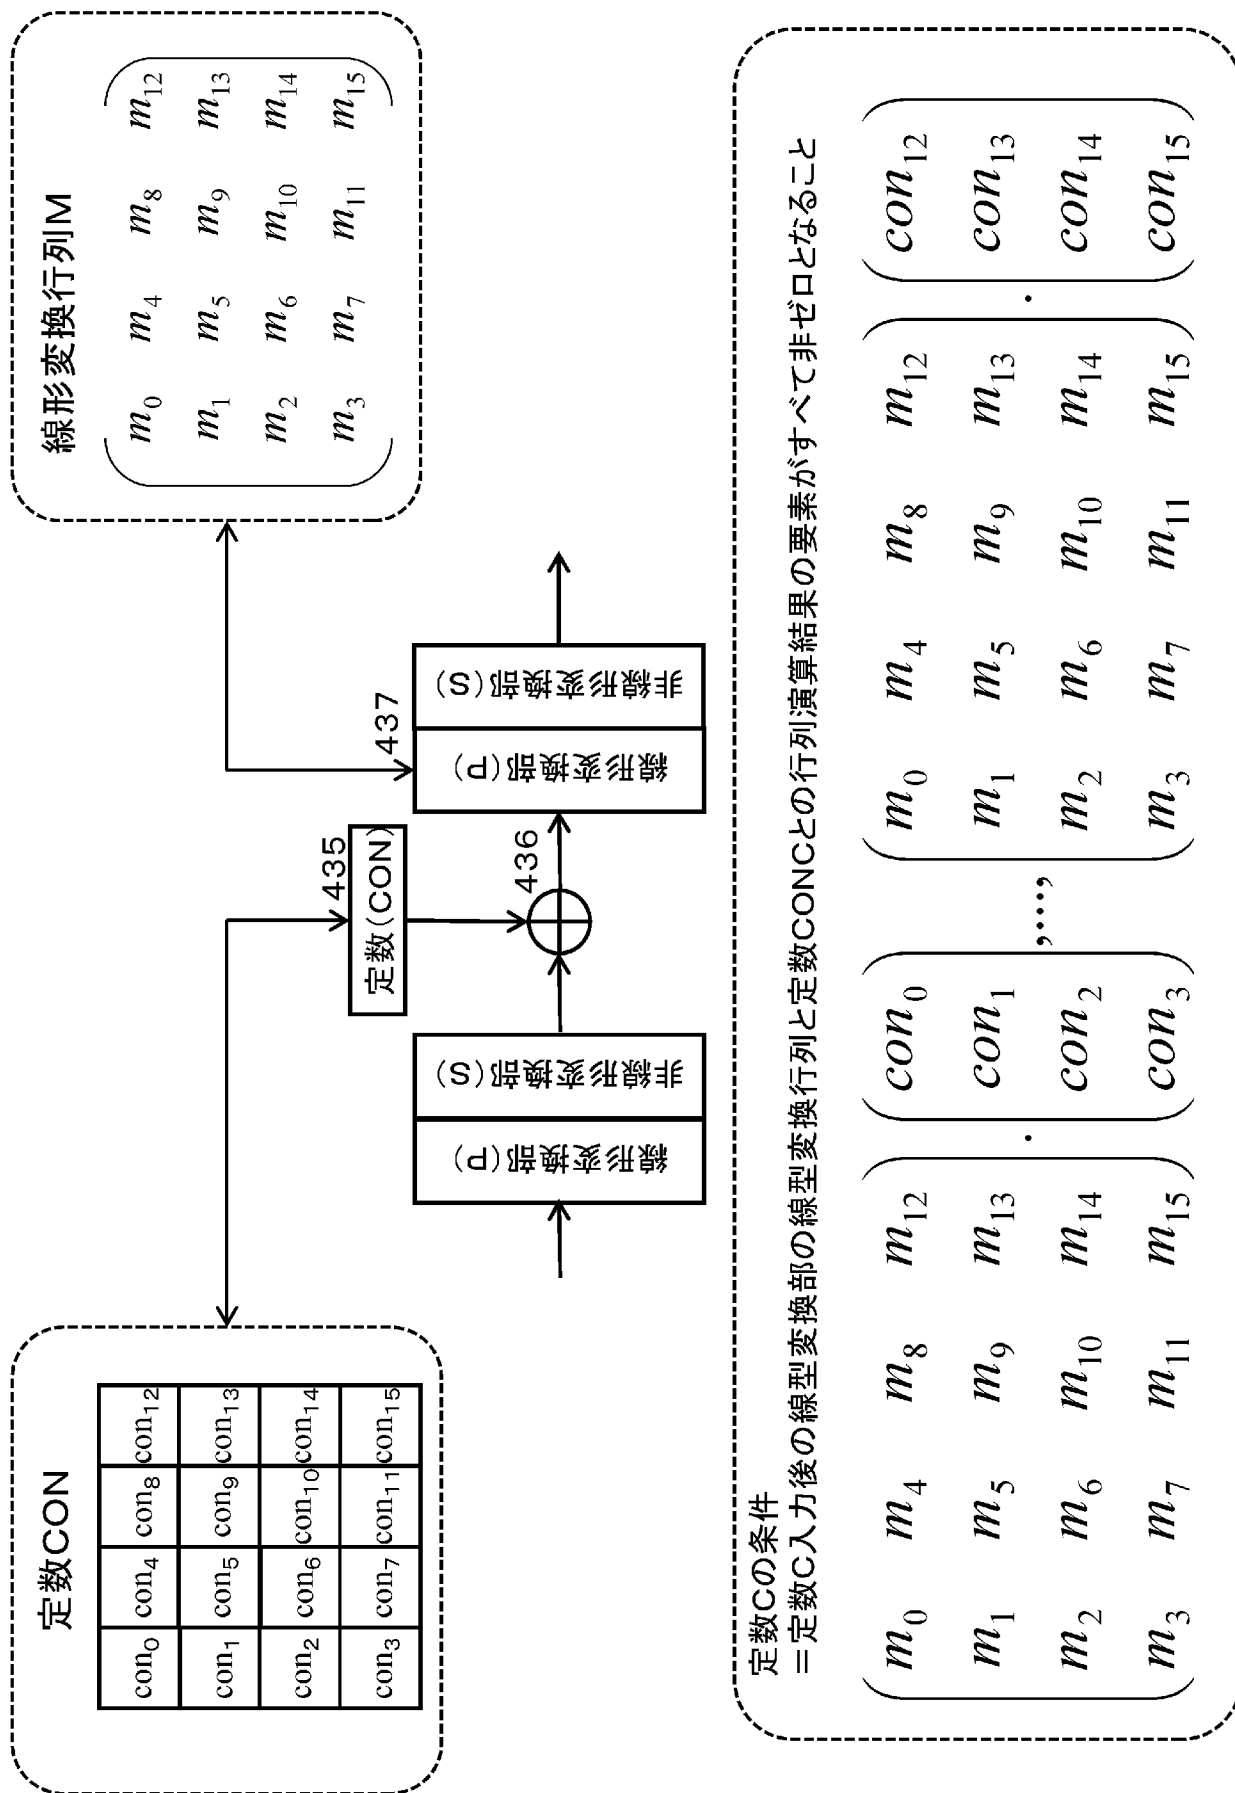 定数CON
con0 con4 con8 con12
con1 con5 con9 con13
con2 con6 con10 con14
con3 con7 con11 con15
線形変換行列M
m0 m4 m8 m12
m1 m5 m9 m13
m2 m6 m10 m14
m3 m7 m11 m15
435
定数(CON)
436
437
線形変換部(P)
非線形変換部(S)
線形変換部(P)
非線形変換部(S)
定数Cの条件
=定数C入力後の線型変換部の線型変換行列と定数CONCとの行列演算結果の要素がすべて非ゼロとなること
m0 m4 m8 m12 con0 m0 m4 m8 m12 con12
m1 m5 m9 m13 con1 m1 m5 m9 m13 con13
· ,····, ·
m2 m6 m10 m14 con2 m2 m6 m10 m14 con14
m3 m7 m11 m15 con3 m3 m7 m11 m15 con15